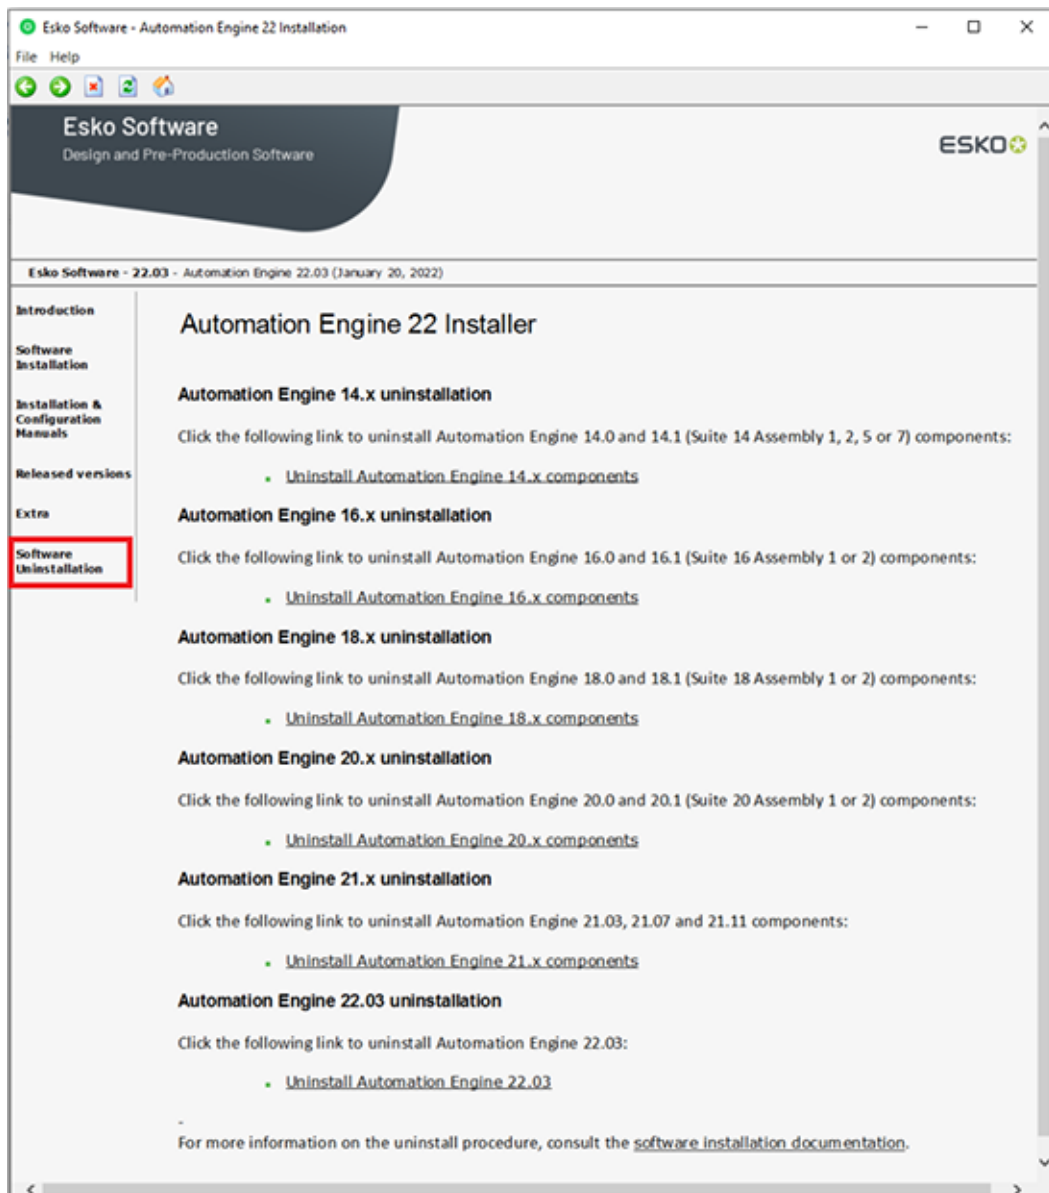 Esko Software - Automation Engine 22 Installation
File Help
Esko Software
Design and Pre-Production Software
ESKO
Esko Software - 22.03 - Automation Engine 22.03 (January 20, 2022)
Introduction
Software
Installation
Installation &
Configuration
Manuals
Released versions
Extra
Software
Uninstallation
Automation Engine 22 Installer
Automation Engine 14.x uninstallation
Click the following link to uninstall Automation Engine 14.0 and 14.1 (Suite 14 Assembly 1, 2, 5 or 7) components:
Uninstall Automation Engine 14.x components
Automation Engine 16.x uninstallation
Click the following link to uninstall Automation Engine 16.0 and 16.1 (Suite 16 Assembly 1 or 2) components:
Uninstall Automation Engine 16.x components
Automation Engine 18.x uninstallation
Click the following link to uninstall Automation Engine 18.0 and 18.1 (Suite 18 Assembly 1 or 2) components:
Uninstall Automation Engine 18.x components
Automation Engine 20.x uninstallation
Click the following link to uninstall Automation Engine 20.0 and 20.1 (Suite 20 Assembly 1 or 2) components:
Uninstall Automation Engine 20.x components
Automation Engine 21.x uninstallation
Click the following link to uninstall Automation Engine 21.03, 21.07 and 21.11 components:
Uninstall Automation Engine 21.x components
Automation Engine 22.03 uninstallation
Click the following link to uninstall Automation Engine 22.03:
Uninstall Automation Engine 22.03
-
For more information on the uninstall procedure, consult the software installation documentation.